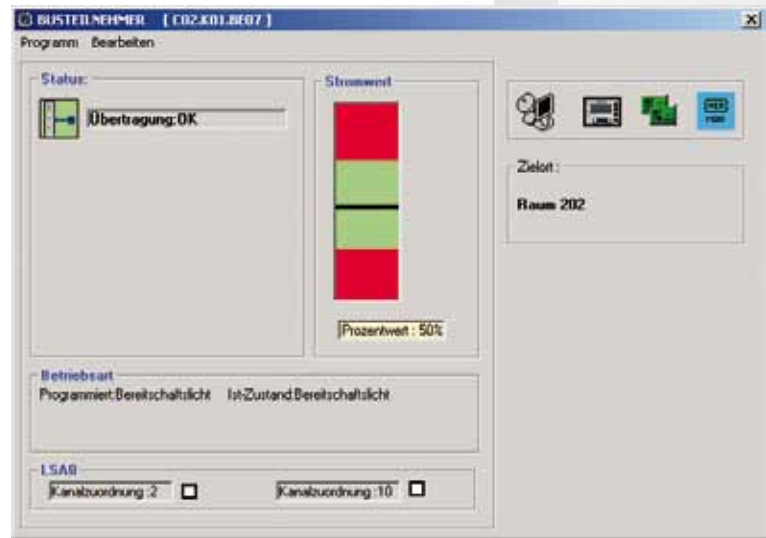 BUSTEILNEHMER [ C02.K01.BE07 ]
Programm Bearbeiten
Status:
Übertragung:OK
Stromwert
Prozentwert : 50%
Zielort :
Raum 202
Betriebsart
Programmiert:Bereitschaftslicht Ist-Zustand:Bereitschaftslicht
LSAB
Kanalzuordnung :2 Kanalzuordnung :10